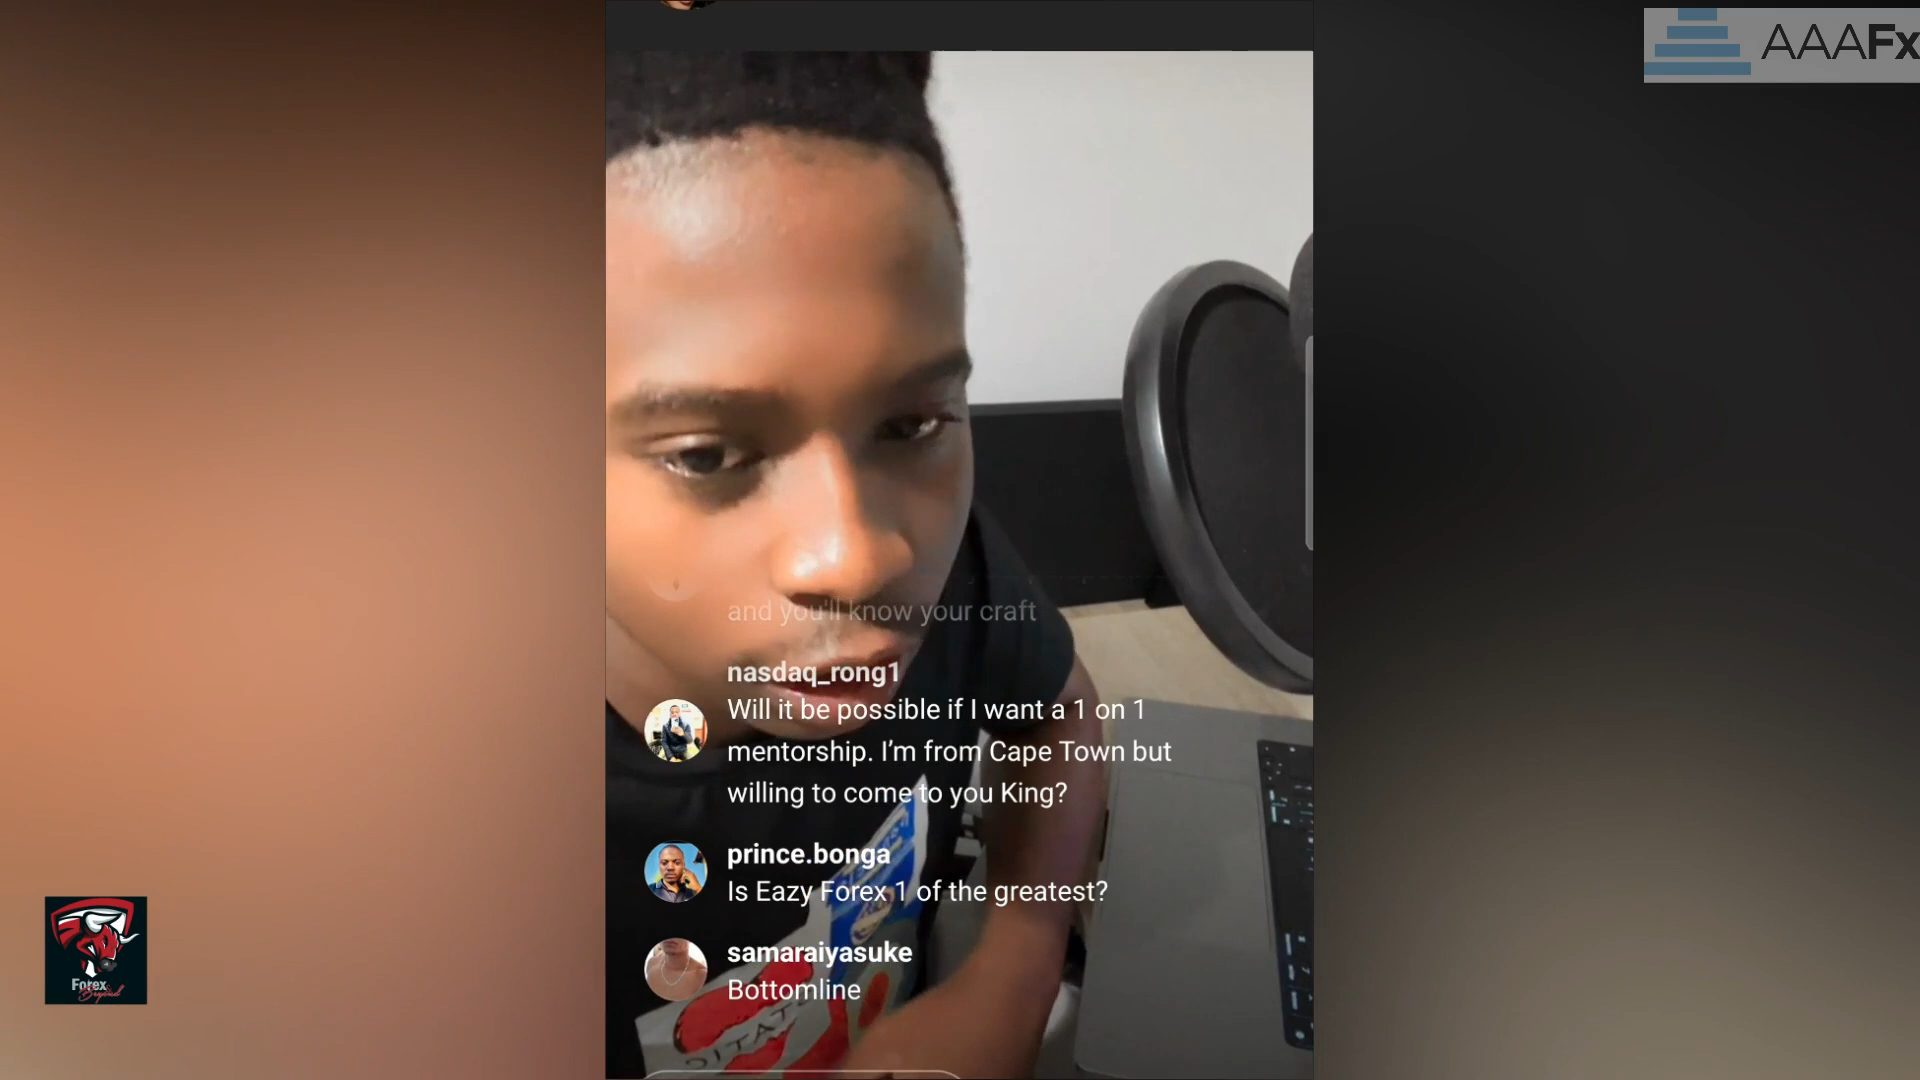 AAAFx
and you'll know your craft
nasdaq_rong1
Will it be possible if I want a 1 on 1
mentorship. I'm from Cape Town but
willing to come to you King?
prince.bonga
Is Eazy Forex 1 of the greatest?
samaraiyasuke
Bottomline
Forex
Beyond